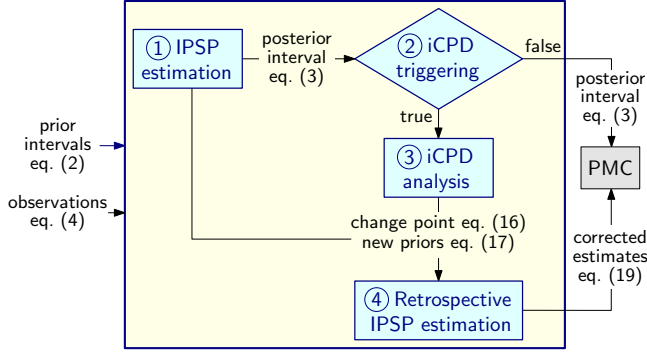 ① IPSP
estimation
posterior
interval
eq. (3)
② iCPD
triggering
false
posterior
interval
eq. (3)
true
prior
intervals
eq. (2)
③ iCPD
analysis
PMC
observations
eq. (4)
change point eq. (16)
new priors eq. (17)
corrected
estimates
eq. (19)
④ Retrospective
IPSP estimation